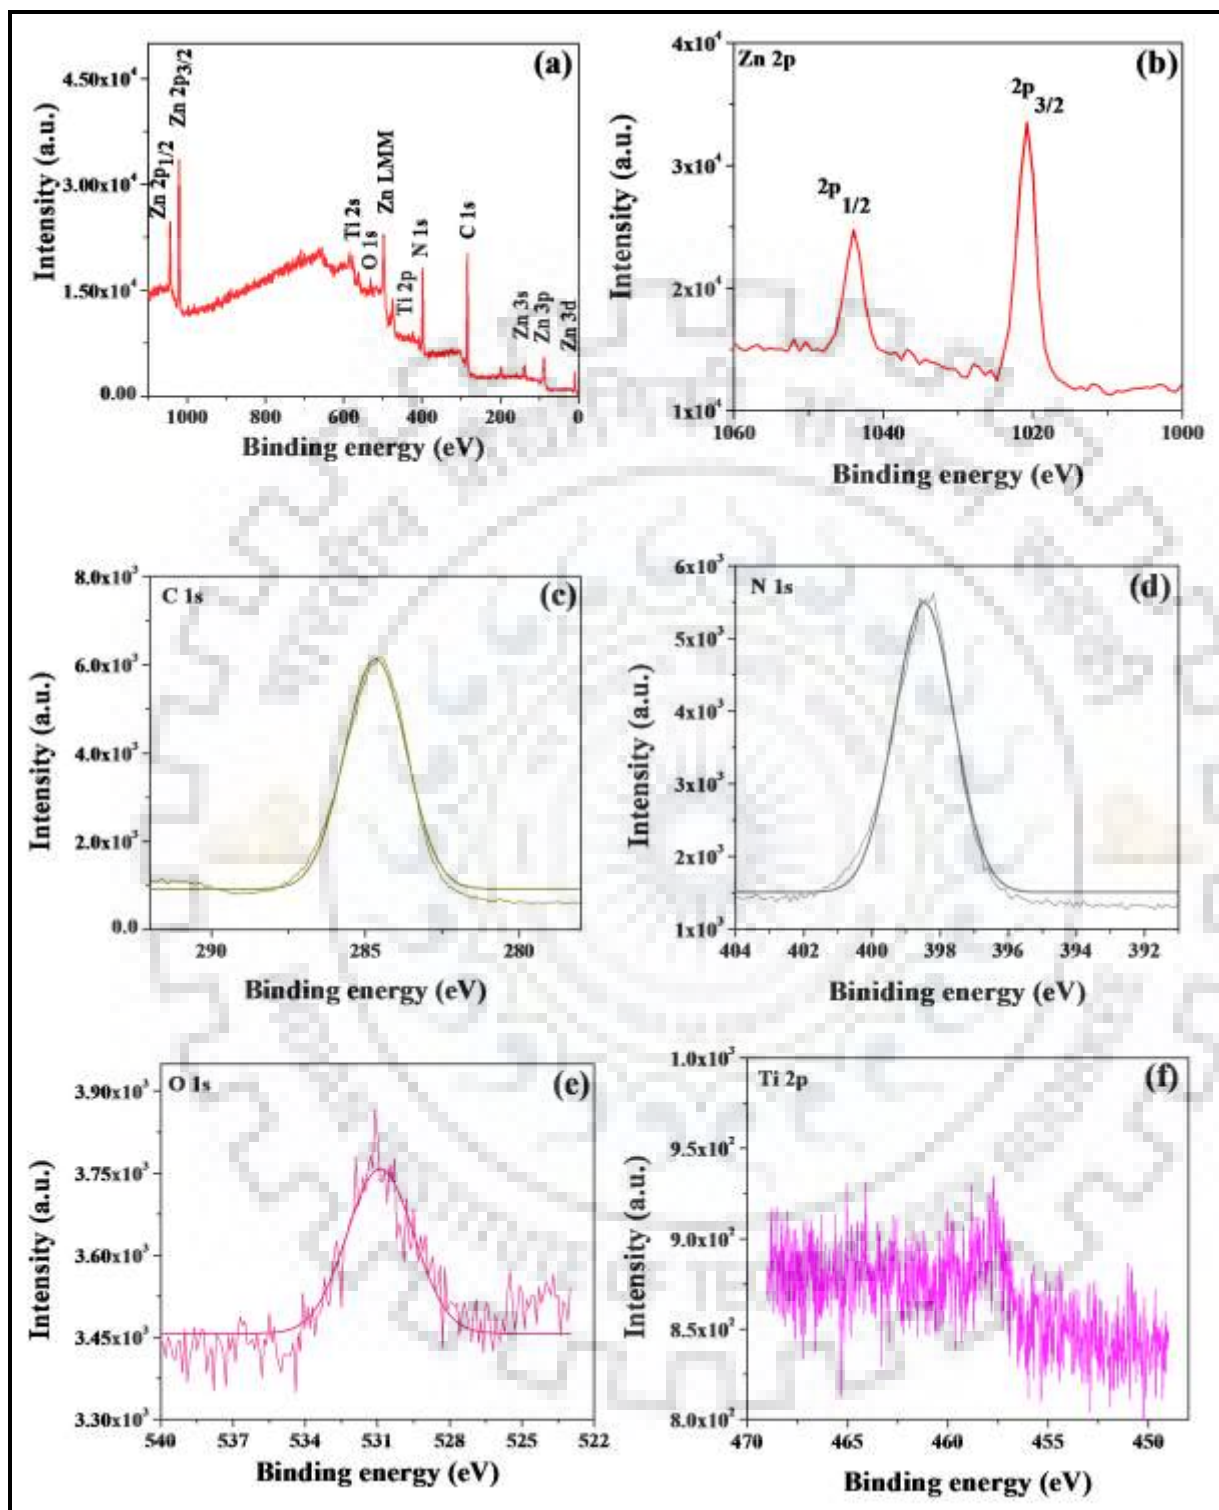 (a)
Intensity (a.u.)
4.50x10⁴
3.00x10⁴
1.50x10⁴
0.00
Zn 2p1/2
Zn 2p3/2
Ti 2s
O 1s
Zn LMM
Ti 2p
N 1s
C 1s
Zn 3s
Zn 3p
Zn 3d
1000 800 600 400 200 0
Binding energy (eV)
Zn 2p
(b)
Intensity (a.u.)
4x10⁴
3x10⁴
2x10⁴
1x10⁴
2p1/2
2p3/2
1060 1040 1020 1000
Binding energy (eV)
C 1s
(c)
Intensity (a.u.)
8.0x10³
6.0x10³
4.0x10³
2.0x10³
0.0
290 285 280
Binding energy (eV)
N 1s
(d)
Intensity (a.u.)
6x10³
5x10³
4x10³
3x10³
2x10³
1x10³
404 402 400 398 396 394 392
Biniding energy (eV)
O 1s
(e)
Intensity (a.u.)
3.90x10³
3.75x10³
3.60x10³
3.45x10³
3.30x10³
540 537 534 531 528 525 522
Binding energy (eV)
Ti 2p
(f)
Intensity (a.u.)
1.0x10³
9.5x10²
9.0x10²
8.5x10²
8.0x10²
470 465 460 455 450
Binding energy (eV)